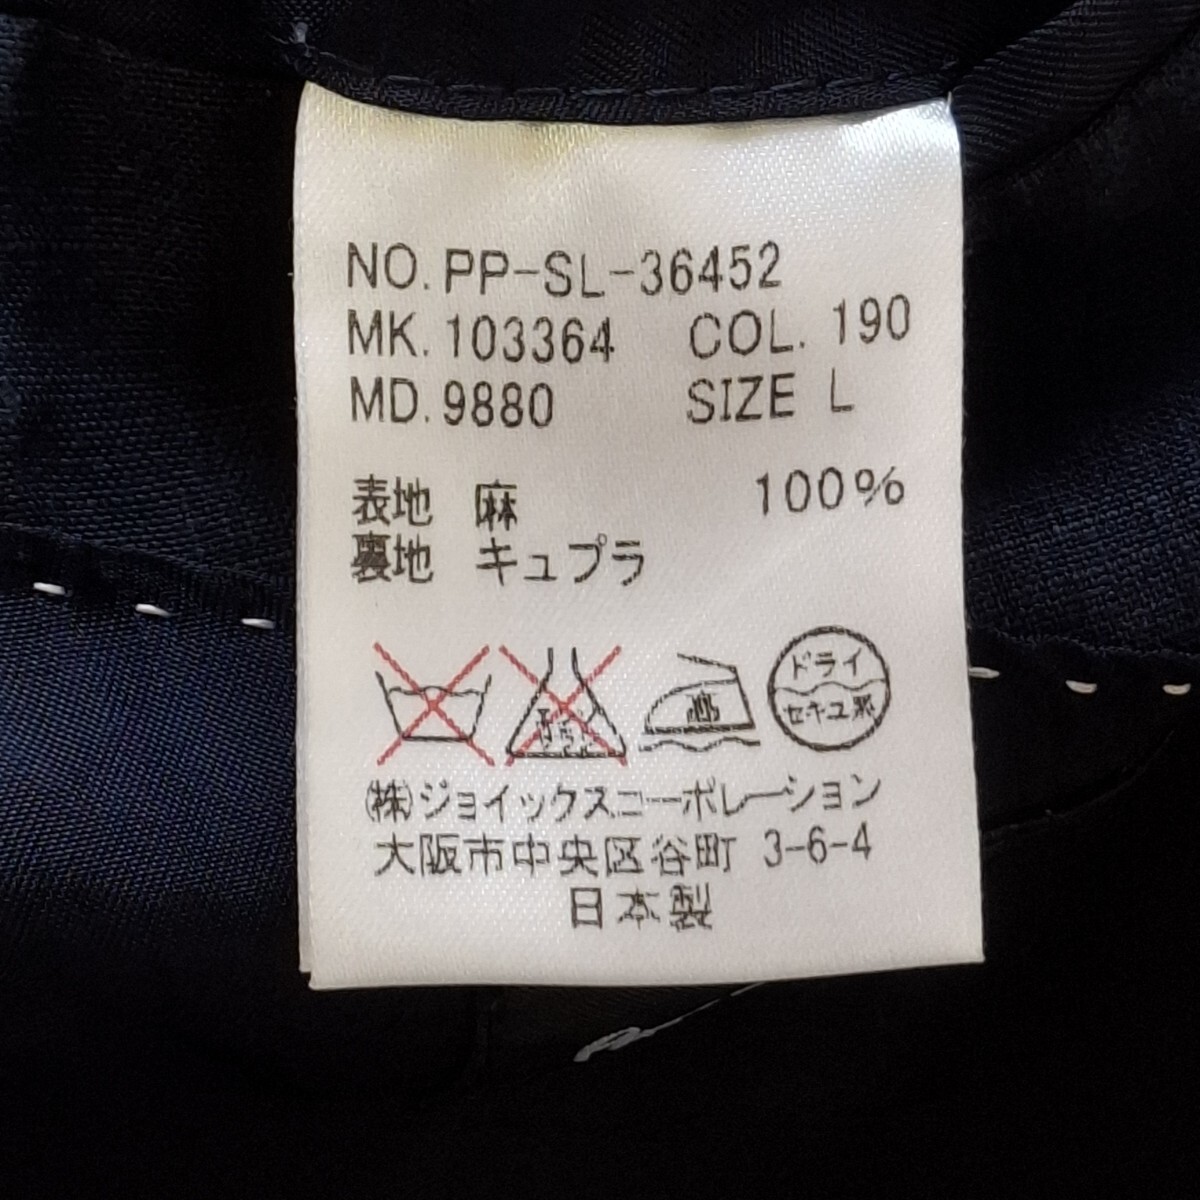 NO. PP-SL-36452
MK. 103364 COL. 190
MD. 9880 SIZE L
表地 麻 100%
裏地 キュプラ
ドライ
セキユ系
㈱ジョイックスコーポレーション
大阪市中央区谷町 3-6-4
日本製